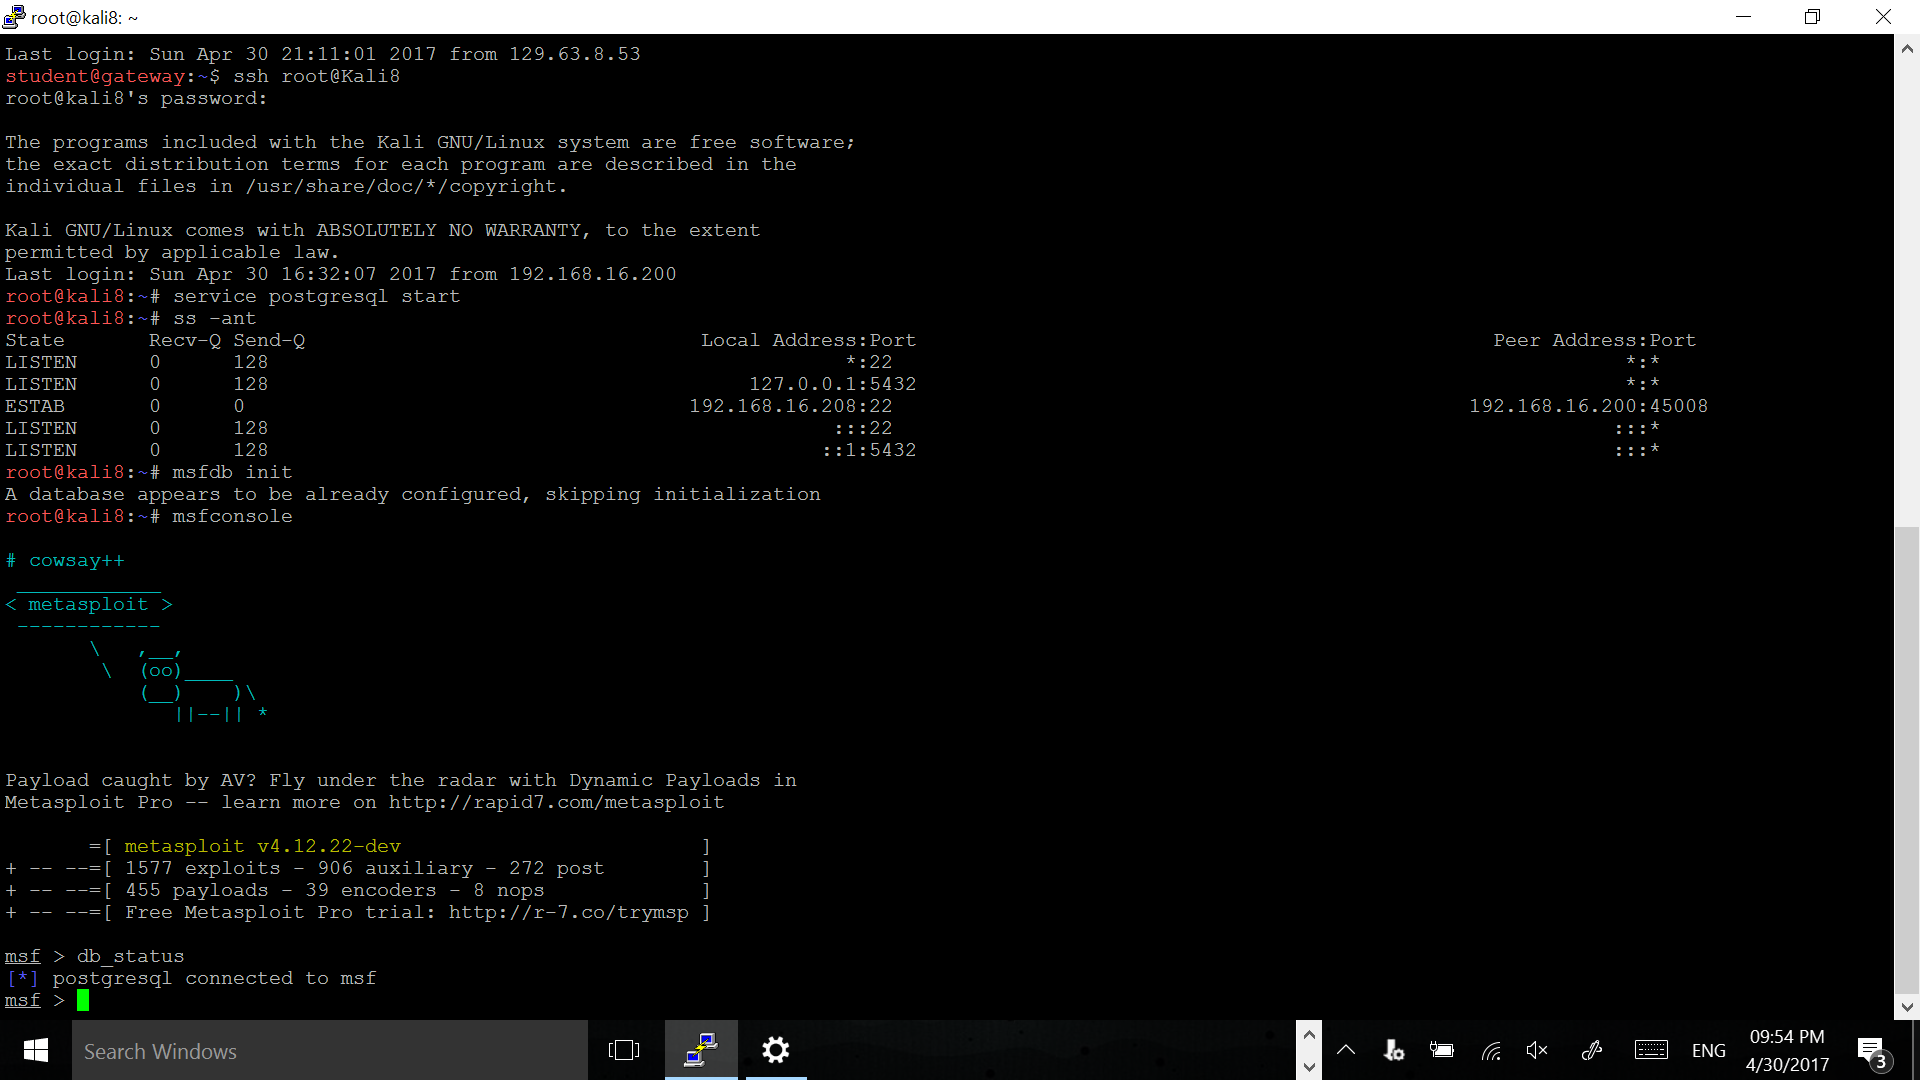 root@kali8: ~
Last login: Sun Apr 30 21:11:01 2017 from 129.63.8.53
student@gateway:~$ ssh root@Kali8
root@kali8's password:
The programs included with the Kali GNU/Linux system are free software;
the exact distribution terms for each program are described in the
individual files in /usr/share/doc/*/copyright.
Kali GNU/Linux comes with ABSOLUTELY NO WARRANTY, to the extent
permitted by applicable law.
Last login: Sun Apr 30 16:32:07 2017 from 192.168.16.200
root@kali8:~# service postgresql start
root@kali8:~# ss -ant
State Recv-Q Send-Q Local Address:Port Peer Address:Port
LISTEN 0 128 *:22 *:*
LISTEN 0 128 127.0.0.1:5432 *:*
ESTAB 0 0 192.168.16.208:22 192.168.16.200:45008
LISTEN 0 128 :::22 :::*
LISTEN 0 128 ::1:5432 :::*
root@kali8:~# msfdb init
A database appears to be already configured, skipping initialization
root@kali8:~# msfconsole
# cowsay++
 ____________
< metasploit >
 ------------
       \   ,__,
        \  (oo)____
           (__)    )\
              ||--|| *
Payload caught by AV? Fly under the radar with Dynamic Payloads in
Metasploit Pro -- learn more on http://rapid7.com/metasploit
       =[ metasploit v4.12.22-dev                         ]
+ -- --=[ 1577 exploits - 906 auxiliary - 272 post        ]
+ -- --=[ 455 payloads - 39 encoders - 8 nops             ]
+ -- --=[ Free Metasploit Pro trial: http://r-7.co/trymsp ]
msf > db_status
[*] postgresql connected to msf
msf >
Search Windows
ENG
09:54 PM
4/30/2017
3